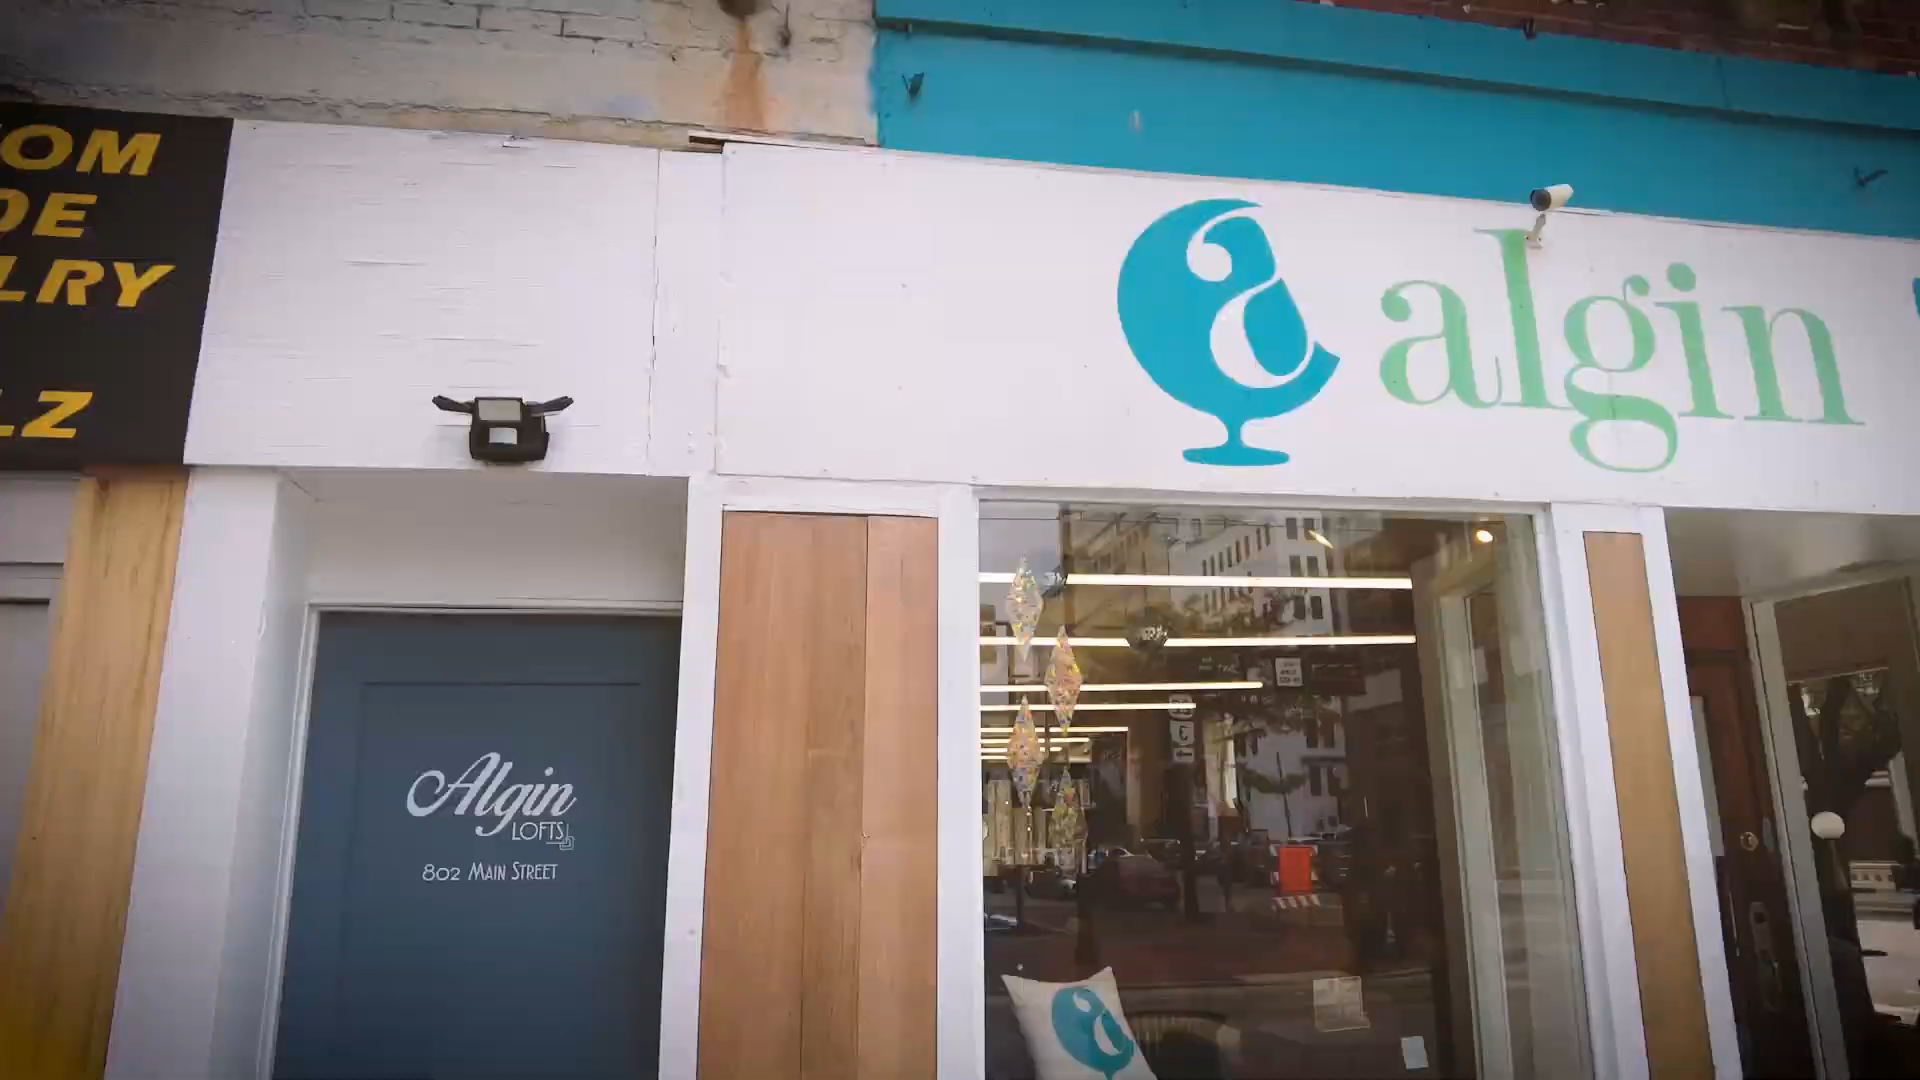 OM
DE
LRY
LZ
a algin
Algin
LOFTS
802 MAIN STREET
a